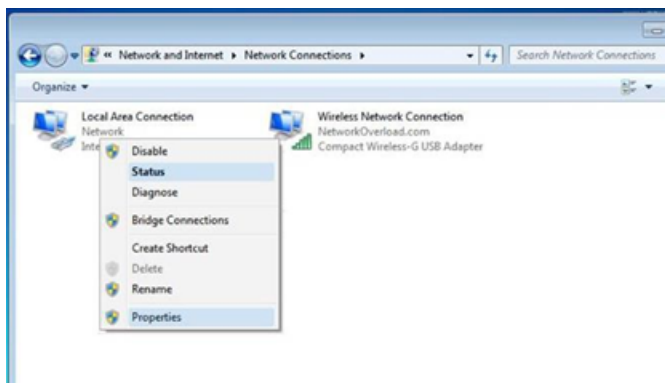 « Network and Internet ▸ Network Connections ▸
Search Network Connections
Organize ▾
Local Area Connection
Network
Inte
Wireless Network Connection
NetworkOverload.com
Compact Wireless-G USB Adapter
Disable
Status
Diagnose
Bridge Connections
Create Shortcut
Delete
Rename
Properties